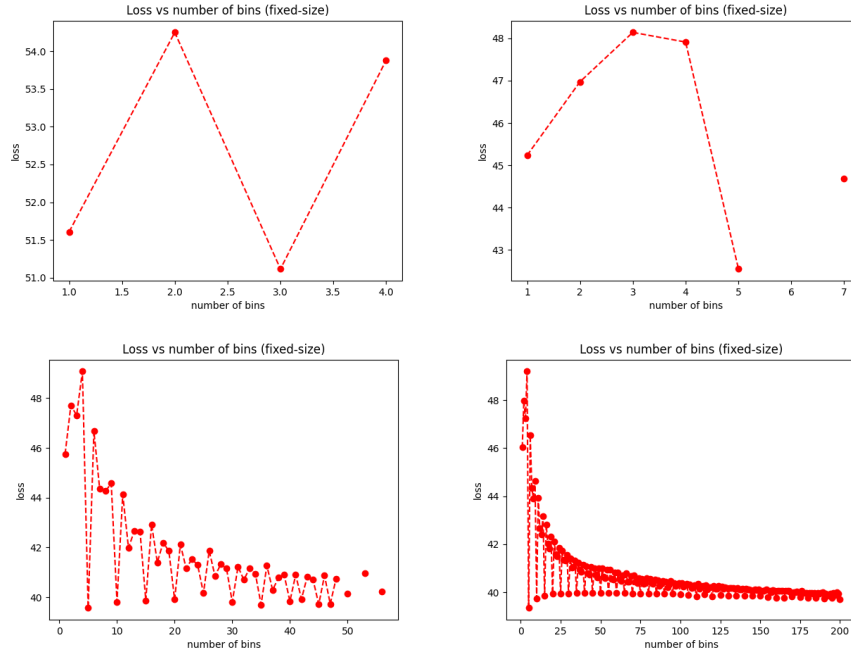 Loss vs number of bins (fixed-size)
54.0
53.5
53.0
52.5
52.0
51.5
51.0
loss
1.0 1.5 2.0 2.5 3.0 3.5 4.0
number of bins
Loss vs number of bins (fixed-size)
48
47
46
45
44
43
loss
1 2 3 4 5 6 7
number of bins
Loss vs number of bins (fixed-size)
48
46
44
42
40
loss
0 10 20 30 40 50
number of bins
Loss vs number of bins (fixed-size)
48
46
44
42
40
loss
0 25 50 75 100 125 150 175 200
number of bins